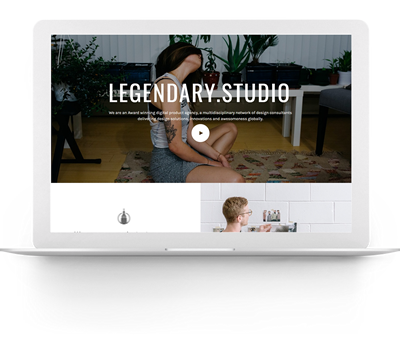 LEGENDARY.STUDIO
We are an Award winning digital product agency, a multidisciplinary network of design consultants
delivering design solutions, innovations and awesomeness globally.